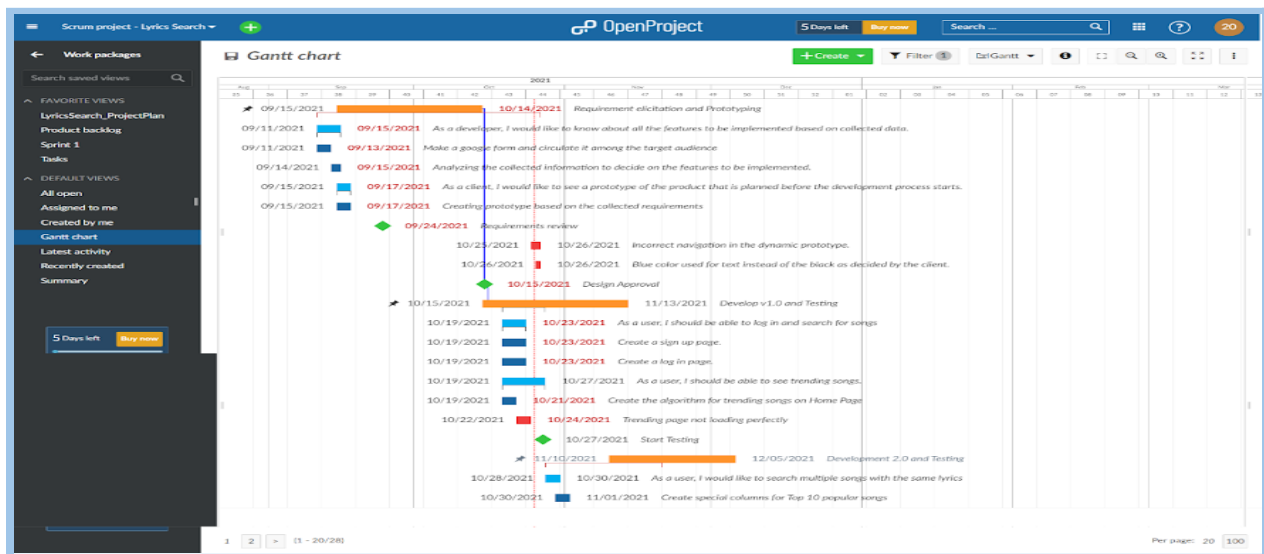 Scrum project - Lyrics Search
OpenProject
5 Days left Buy now
Search ...
20
Work packages
Search saved views
FAVORITE VIEWS
LyricsSearch_ProjectPlan
Product backlog
Sprint 1
Tasks
DEFAULT VIEWS
All open
Assigned to me
Created by me
Gantt chart
Latest activity
Recently created
Summary
5 Days left Buy now
Gantt chart
+ Create
Filter 1
Gantt
2021
09/15/2021 10/14/2021 Requirement elicitation and Prototyping
09/11/2021 09/15/2021 As a developer, I would like to know about all the features to be implemented based on collected data.
09/11/2021 09/13/2021 Make a google form and circulate it among the target audience
09/14/2021 09/15/2021 Analyzing the collected information to decide on the features to be implemented.
09/15/2021 09/17/2021 As a client, I would like to see a prototype of the product that is planned before the development process starts.
09/15/2021 09/17/2021 Creating prototype based on the collected requirements
09/24/2021 Requirements review
10/25/2021 10/26/2021 Incorrect navigation in the dynamic prototype.
10/26/2021 10/26/2021 Blue color used for text instead of the black as decided by the client.
10/15/2021 Design Approval
10/15/2021 11/13/2021 Develop v1.0 and Testing
10/19/2021 10/23/2021 As a user, I should be able to log in and search for songs
10/19/2021 10/23/2021 Create a sign up page.
10/19/2021 10/23/2021 Create a log in page.
10/19/2021 10/27/2021 As a user, I should be able to see trending songs.
10/19/2021 10/21/2021 Create the algorithm for trending songs on Home Page
10/22/2021 10/24/2021 Trending page not loading perfectly
10/27/2021 Start Testing
11/10/2021 12/05/2021 Development 2.0 and Testing
10/28/2021 10/30/2021 As a user, I would like to search multiple songs with the same lyrics
10/30/2021 11/01/2021 Create special columns for Top 10 popular songs
1 2 > [1 - 20/28]
Per page: 20 100